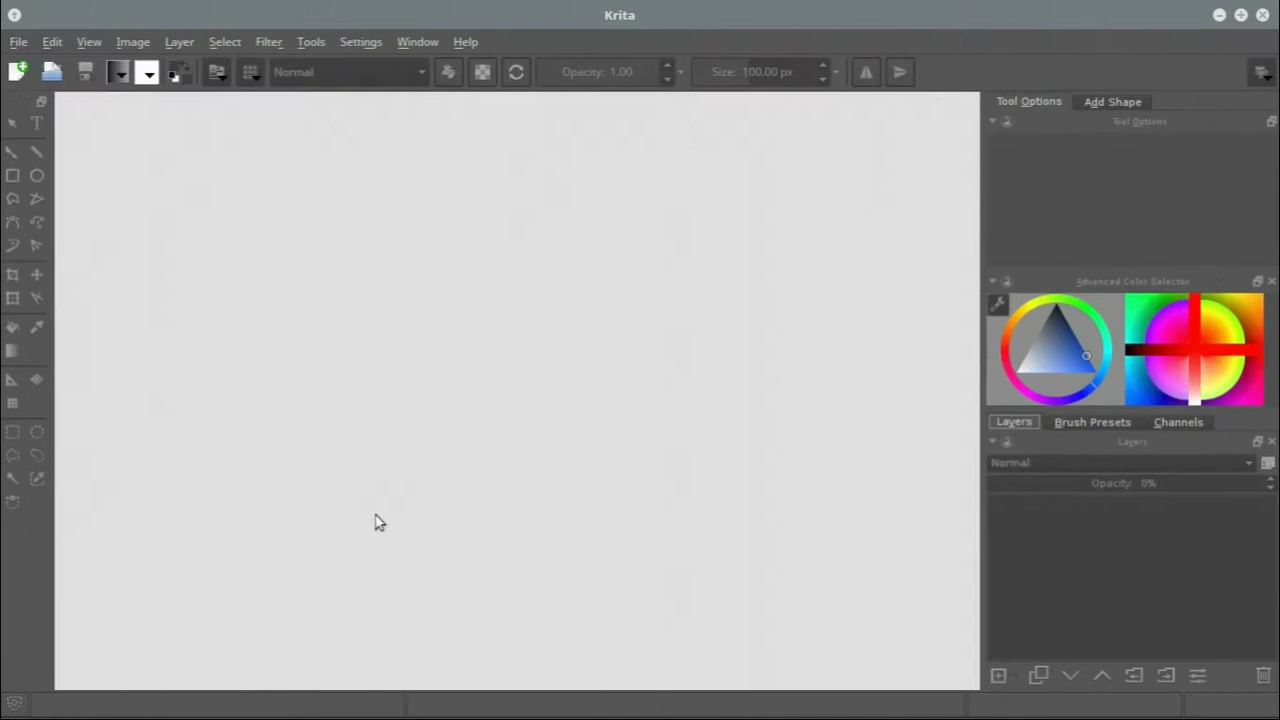 Krita
File Edit View Image Layer Select Filter Tools Settings Window Help
Normal Opacity: 1.00 Size: 100.00 px
Tool Options Add Shape
Tool Options
T
Advanced Color Selector
Layers Brush Presets Channels
Layers
Normal
Opacity: 0%